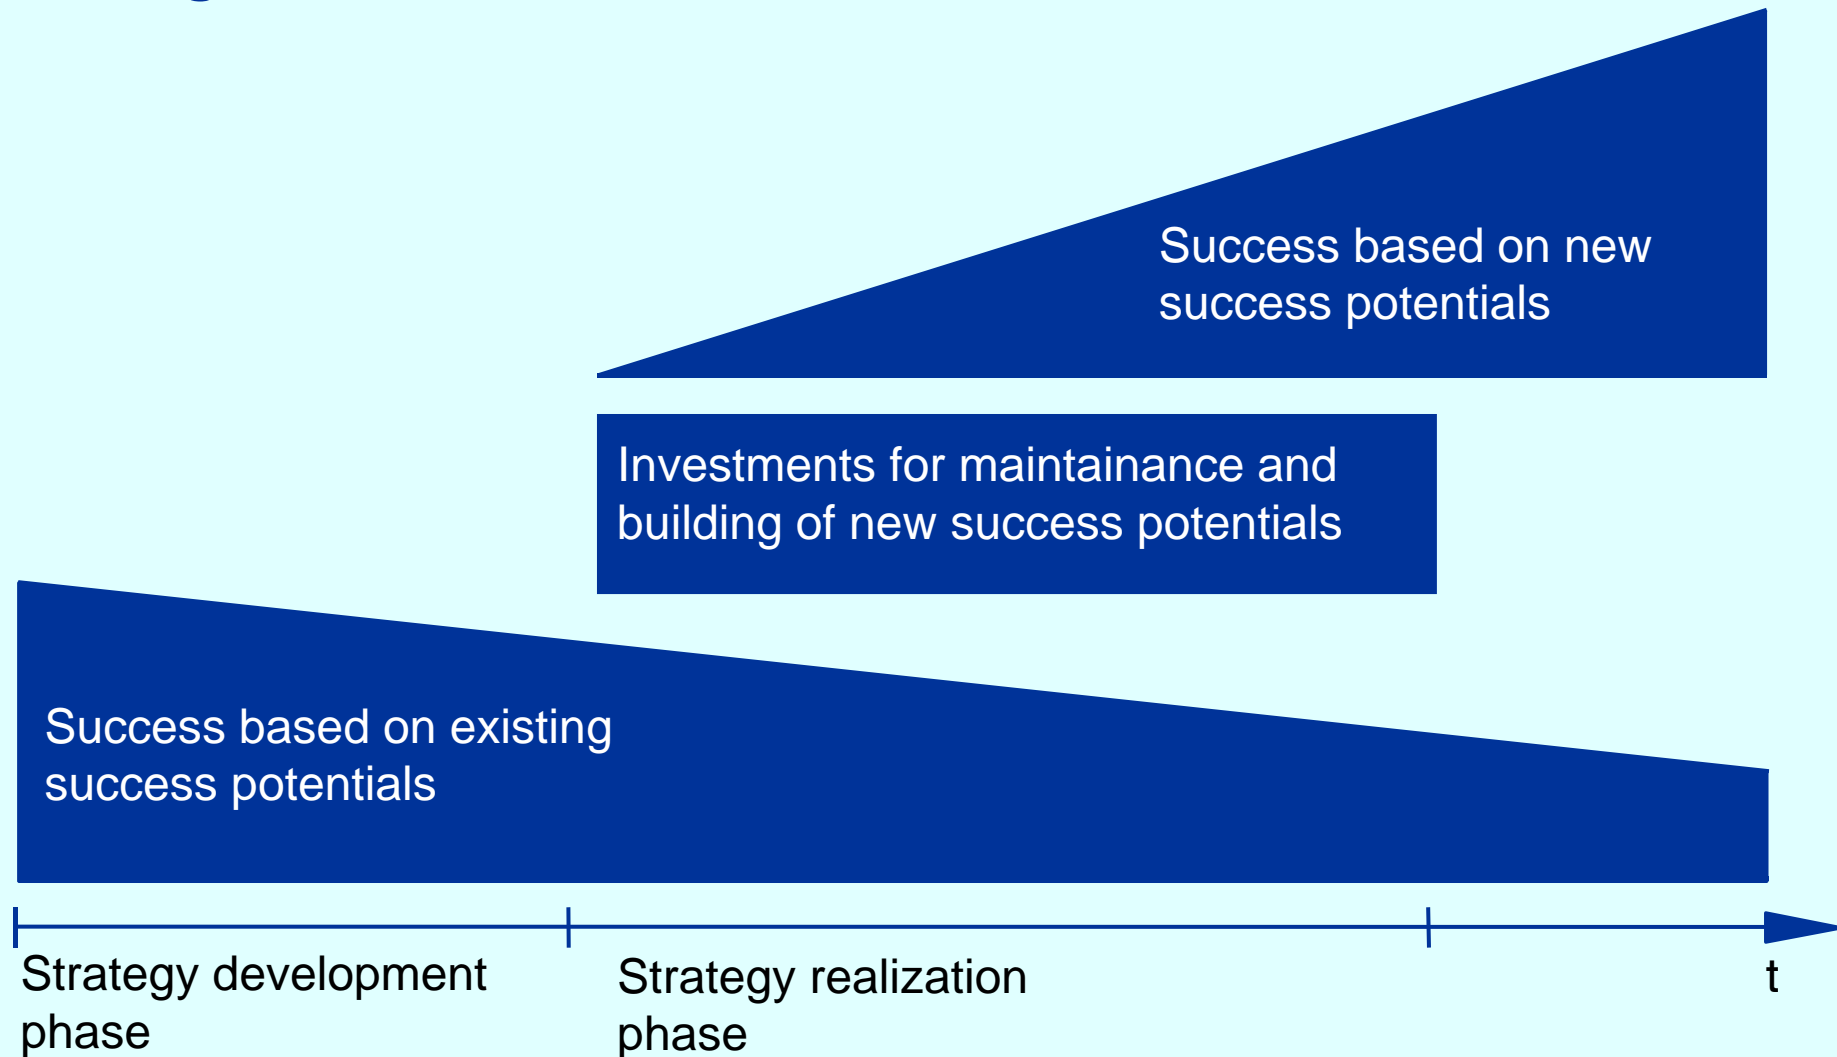 Success based on new
success potentials
Investments for maintainance and
building of new success potentials
Success based on existing
success potentials
Strategy development
phase
Strategy realization
phase
t